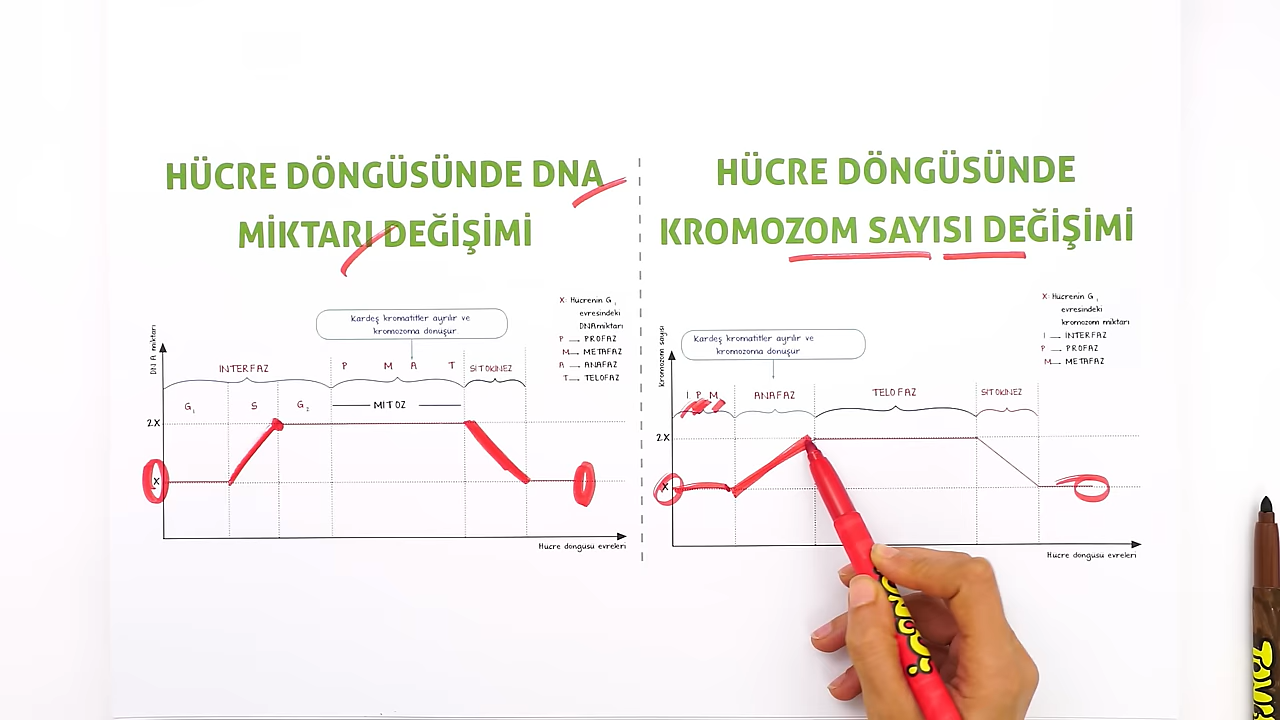 HÜCRE DÖNGÜSÜNDE DNA
MİKTARI DEĞİŞİMİ
X: Hücrenin G1
evresindeki
DNA miktarı
P → PROFAZ
M → METAFAZ
A → ANAFAZ
T → TELOFAZ
Kardeş kromatitler ayrılır ve
kromozoma dönüşür
DNA miktarı
INTERFAZ
P M A T
SİTOKİNEZ
G1 S G2
MİTOZ
2X
X
Hücre döngüsü evreleri
HÜCRE DÖNGÜSÜNDE
KROMOZOM SAYISI DEĞİŞİMİ
X: Hücrenin G1
evresindeki
kromozom miktarı
I → INTERFAZ
P → PROFAZ
M → METAFAZ
Kardeş kromatitler ayrılır ve
kromozoma dönüşür
Kromozom sayısı
I P M
ANAFAZ
TELOFAZ
SİTOKİNEZ
2X
X
Hücre döngüsü evreleri